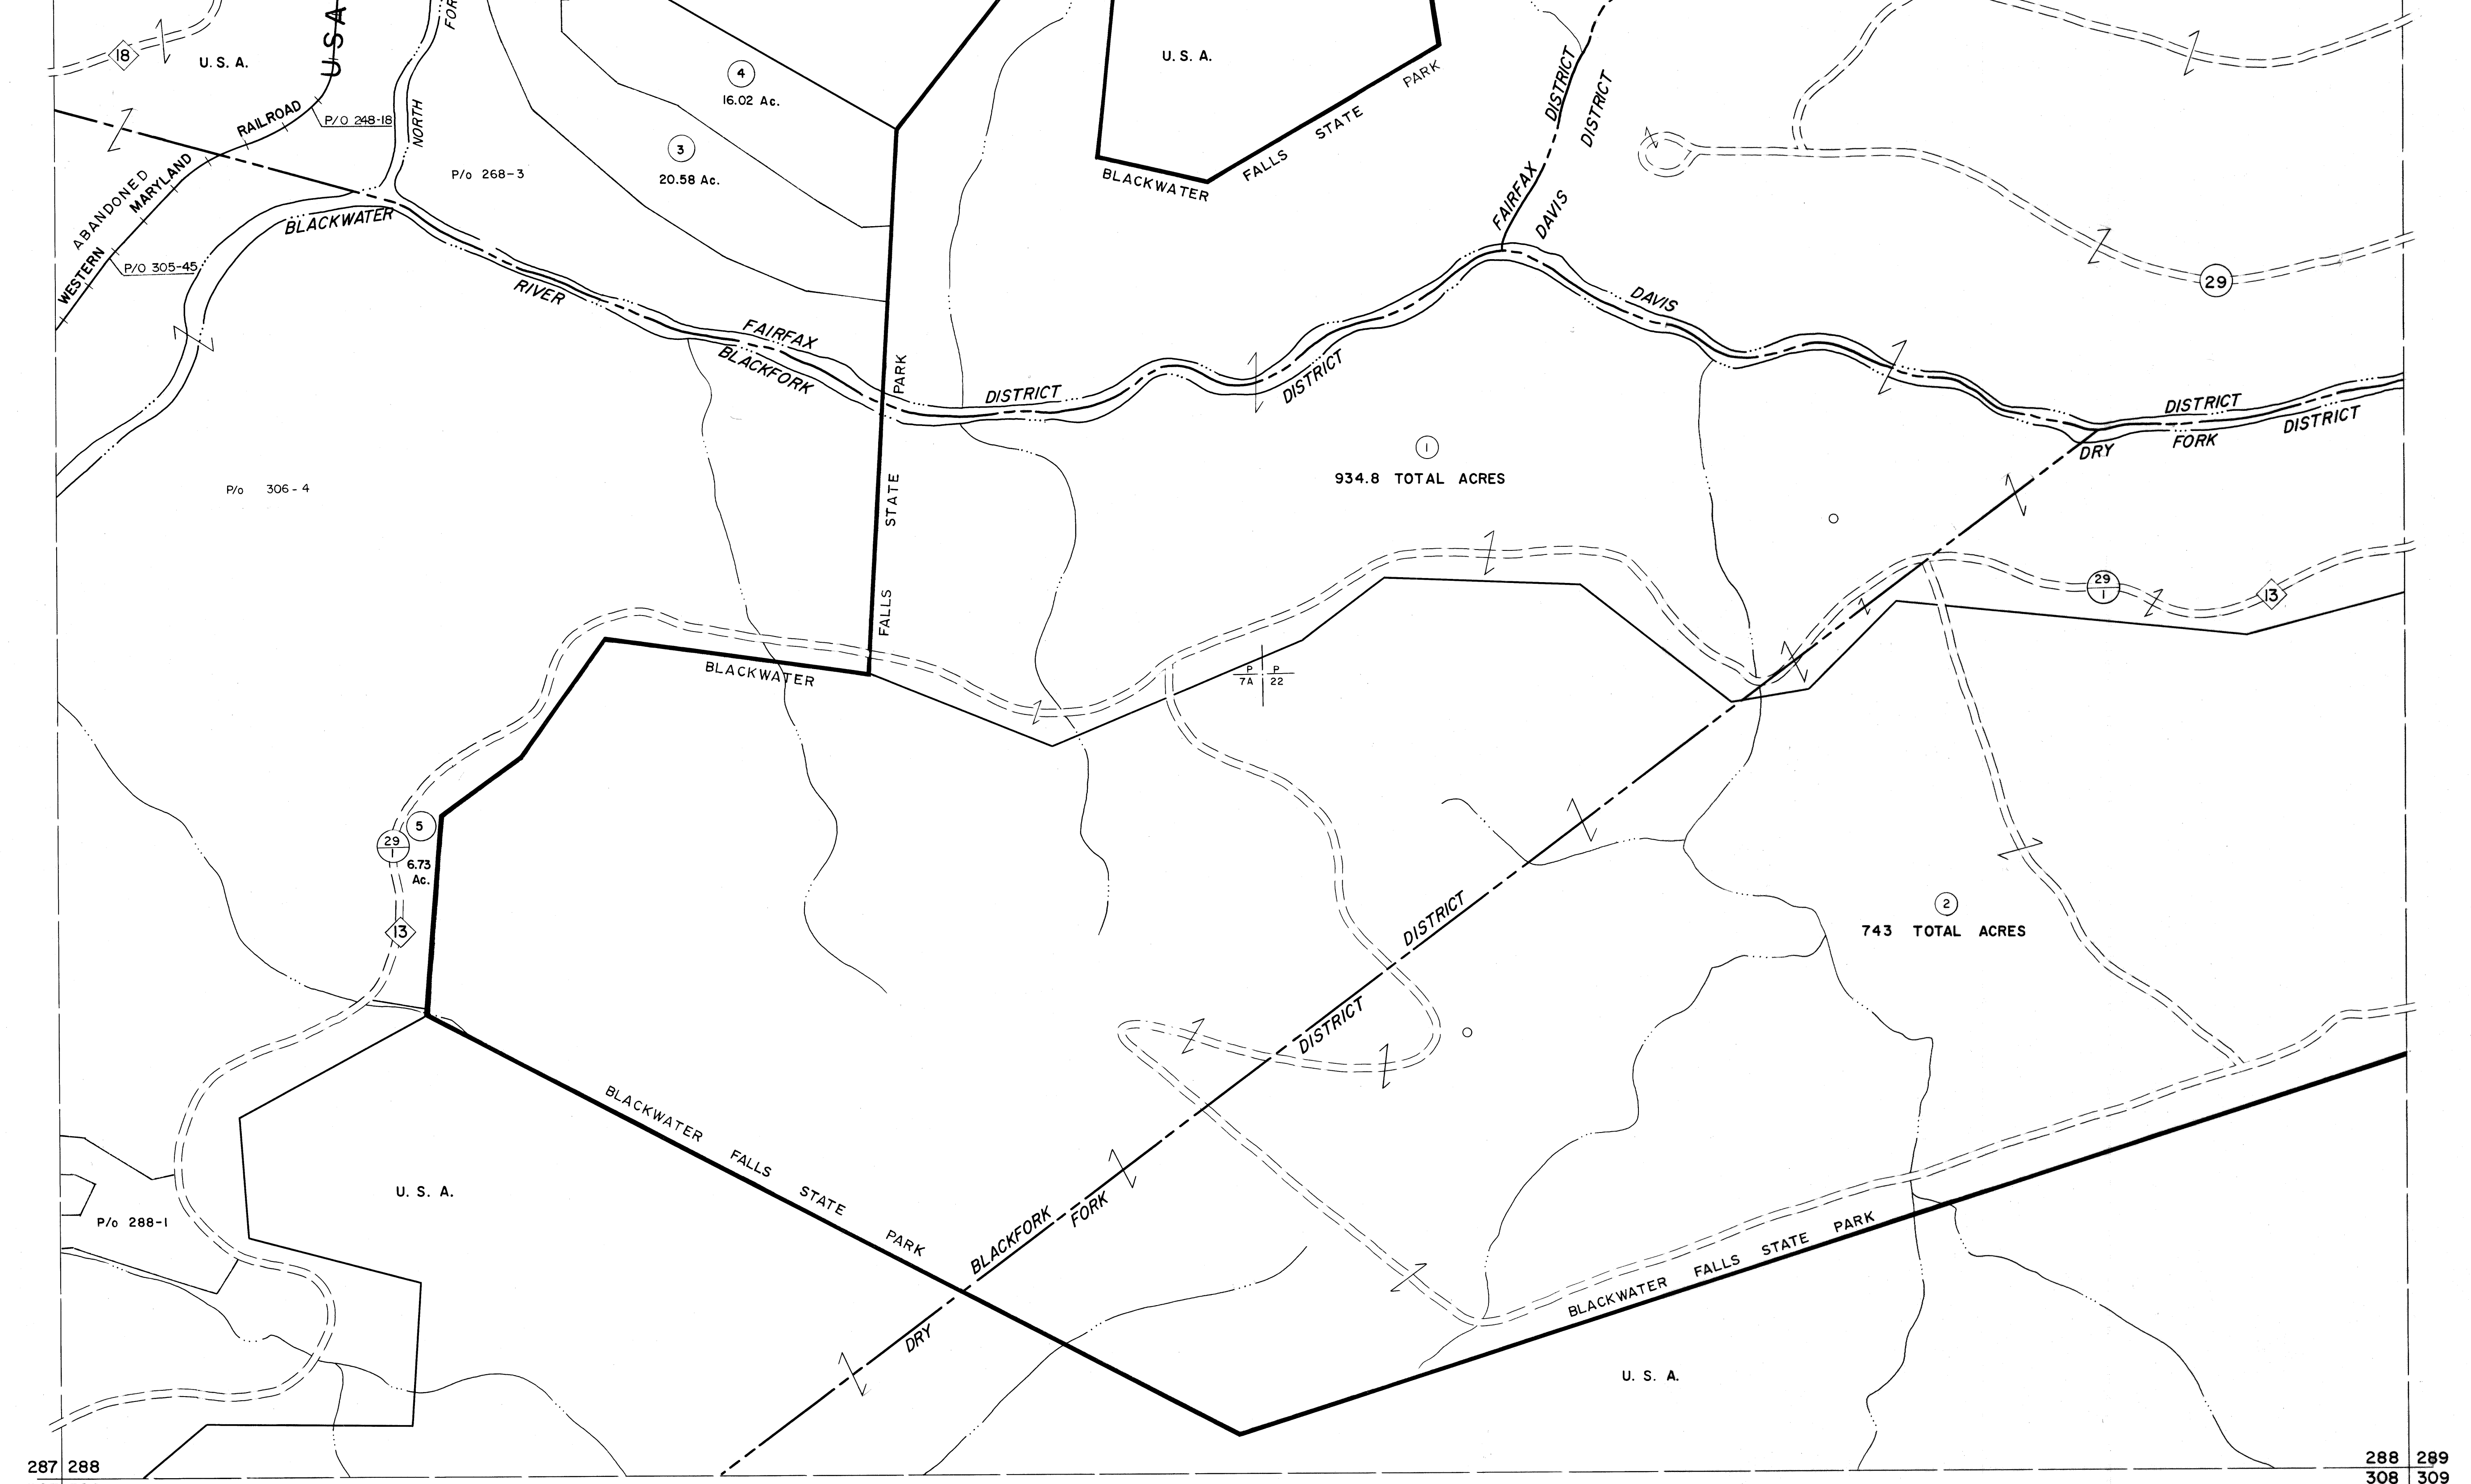 18
U. S. A.
USA
NORTH
FOR
RAILROAD
P/O 248-18
ABANDONED
WESTERN MARYLAND
P/O 305-45
BLACKWATER
RIVER
P/o 268-3
4
16.02 Ac.
3
20.58 Ac.
U. S. A.
BLACKWATER FALLS STATE PARK
FAIRFAX DISTRICT
DAVIS DISTRICT
29
FAIRFAX DISTRICT
BLACKFORK DISTRICT
DAVIS DISTRICT
DRY FORK DISTRICT
P/o 306-4
BLACKWATER FALLS STATE PARK
1
934.8 TOTAL ACRES
P P
7A 22
29
1
13
5
29
1
6.73
Ac.
13
2
743 TOTAL ACRES
BLACKFORK DISTRICT
DRY FORK DISTRICT
BLACKWATER FALLS STATE PARK
U. S. A.
P/o 288-1
BLACKWATER FALLS STATE PARK
U. S. A.
287 288
288 289
308 309